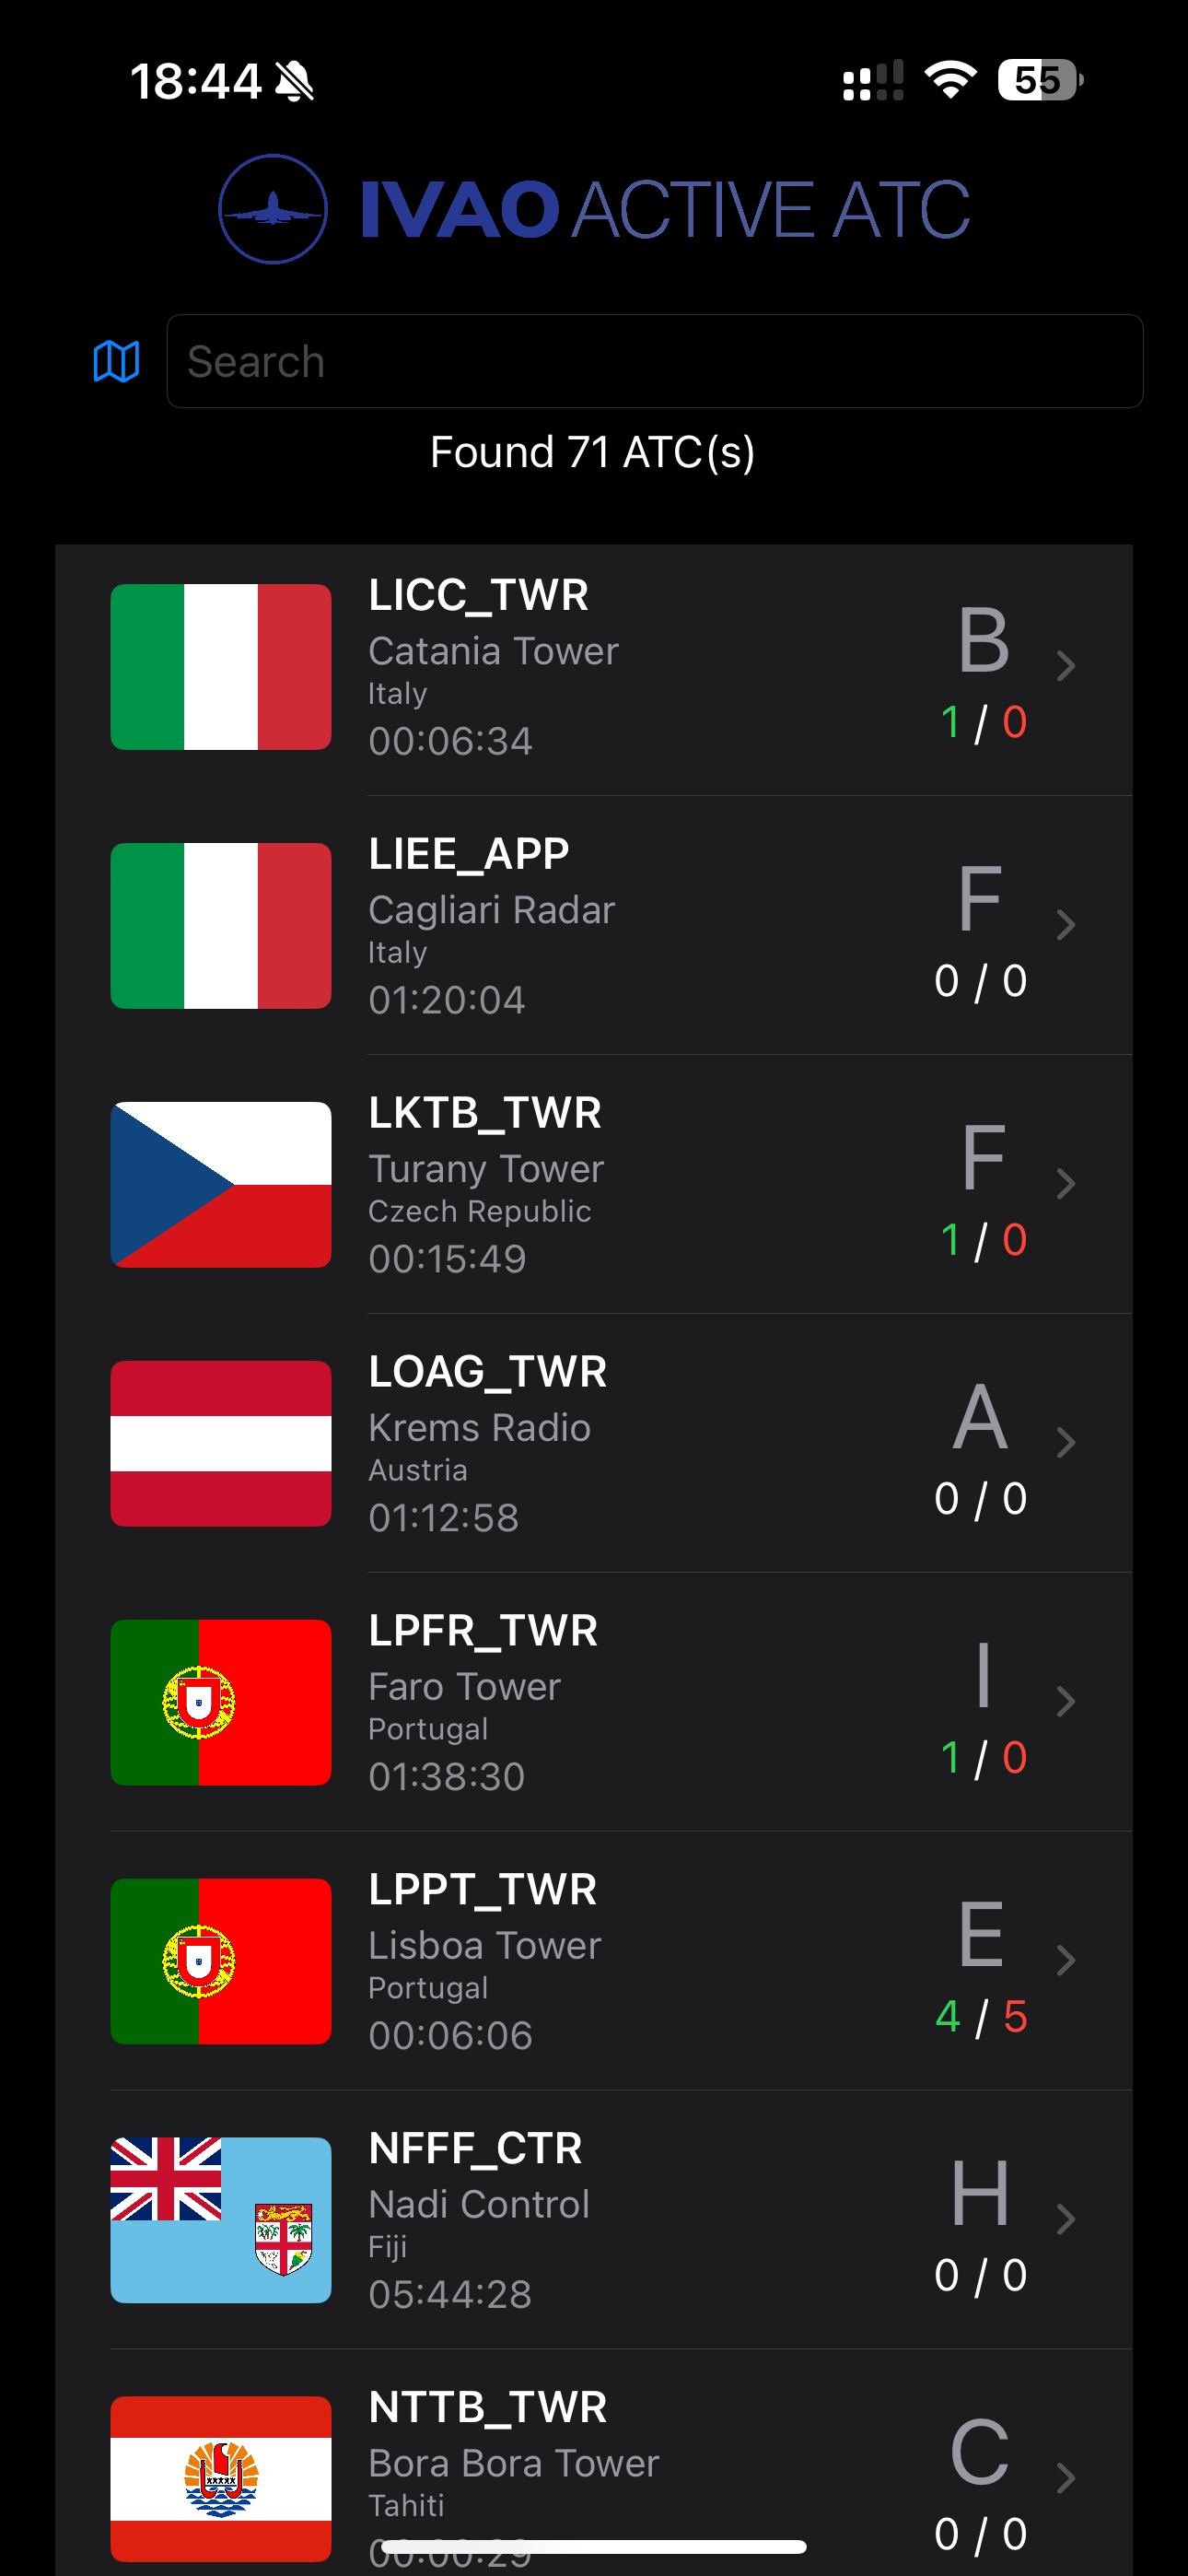 18:44
55
IVAO ACTIVE ATC
Search
Found 71 ATC(s)
LICC_TWR
Catania Tower
Italy
00:06:34
B
1 / 0
LIEE_APP
Cagliari Radar
Italy
01:20:04
F
0 / 0
LKTB_TWR
Turany Tower
Czech Republic
00:15:49
F
1 / 0
LOAG_TWR
Krems Radio
Austria
01:12:58
A
0 / 0
LPFR_TWR
Faro Tower
Portugal
01:38:30
I
1 / 0
LPPT_TWR
Lisboa Tower
Portugal
00:06:06
E
4 / 5
NFFF_CTR
Nadi Control
Fiji
05:44:28
H
0 / 0
NTTB_TWR
Bora Bora Tower
Tahiti
00:00:29
C
0 / 0